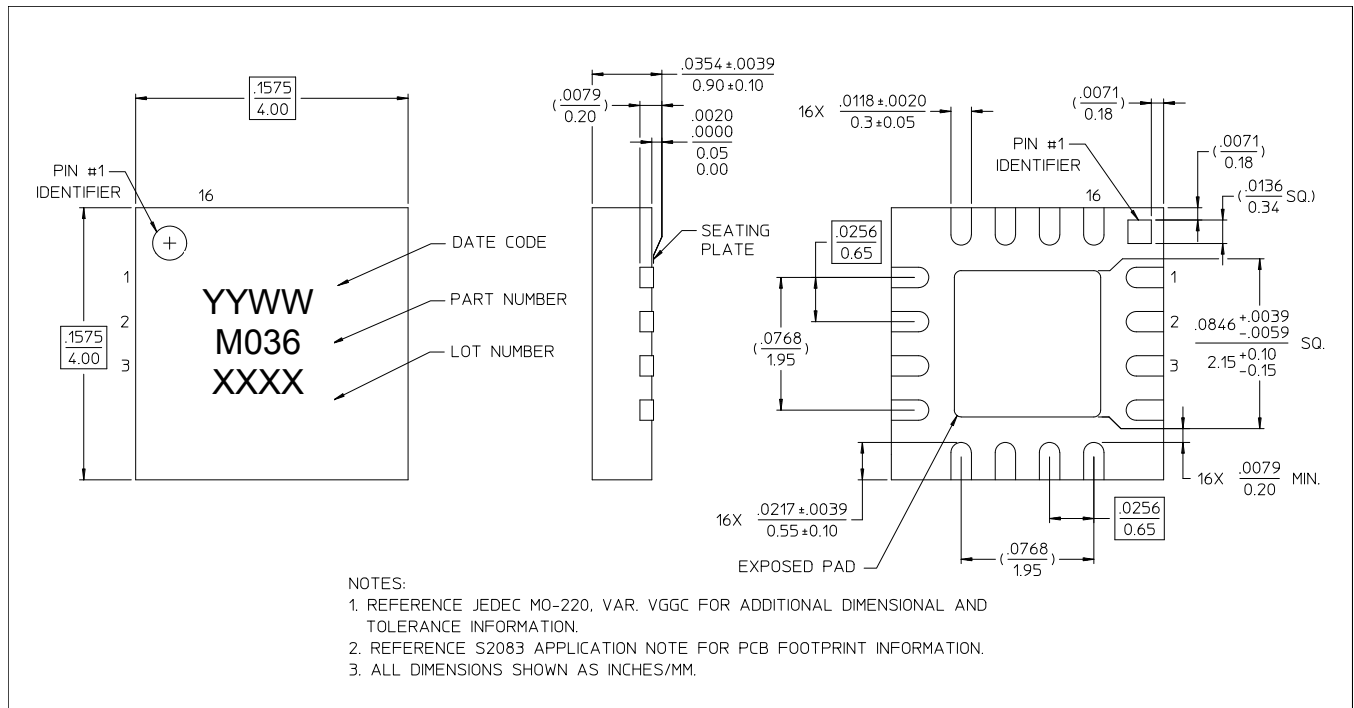 .1575
4.00
PIN #1
IDENTIFIER
16
1
2
3
.1575
4.00
YYWW
M036
XXXX
DATE CODE
PART NUMBER
LOT NUMBER
.0354 ±.0039
0.90 ±0.10
(.0079
0.20)
.0020
.0000
0.05
0.00
SEATING
PLATE
16X .0118 ±.0020
0.3 ±0.05
(.0071
0.18)
PIN #1
IDENTIFIER
16
(.0071
0.18)
(.0136
0.34 SQ.)
.0256
0.65
(.0768
1.95)
1
2
3
.0846 +.0039
-.0059
2.15 +0.10
-0.15
SQ.
16X .0079
0.20 MIN.
16X .0217 ±.0039
0.55 ±0.10
.0256
0.65
(.0768
1.95)
EXPOSED PAD
NOTES:
1. REFERENCE JEDEC MO-220, VAR. VGGC FOR ADDITIONAL DIMENSIONAL AND
TOLERANCE INFORMATION.
2. REFERENCE S2083 APPLICATION NOTE FOR PCB FOOTPRINT INFORMATION.
3. ALL DIMENSIONS SHOWN AS INCHES/MM.